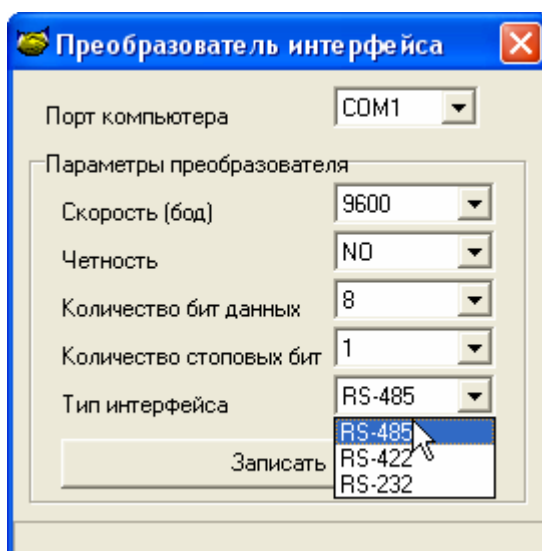 Преобразователь интерфейса
Порт компьютера COM1
Параметры преобразователя
Скорость (бод) 9600
Четность NO
Количество бит данных 8
Количество стоповых бит 1
Тип интерфейса RS-485
RS-485
Записать RS-422
RS-232